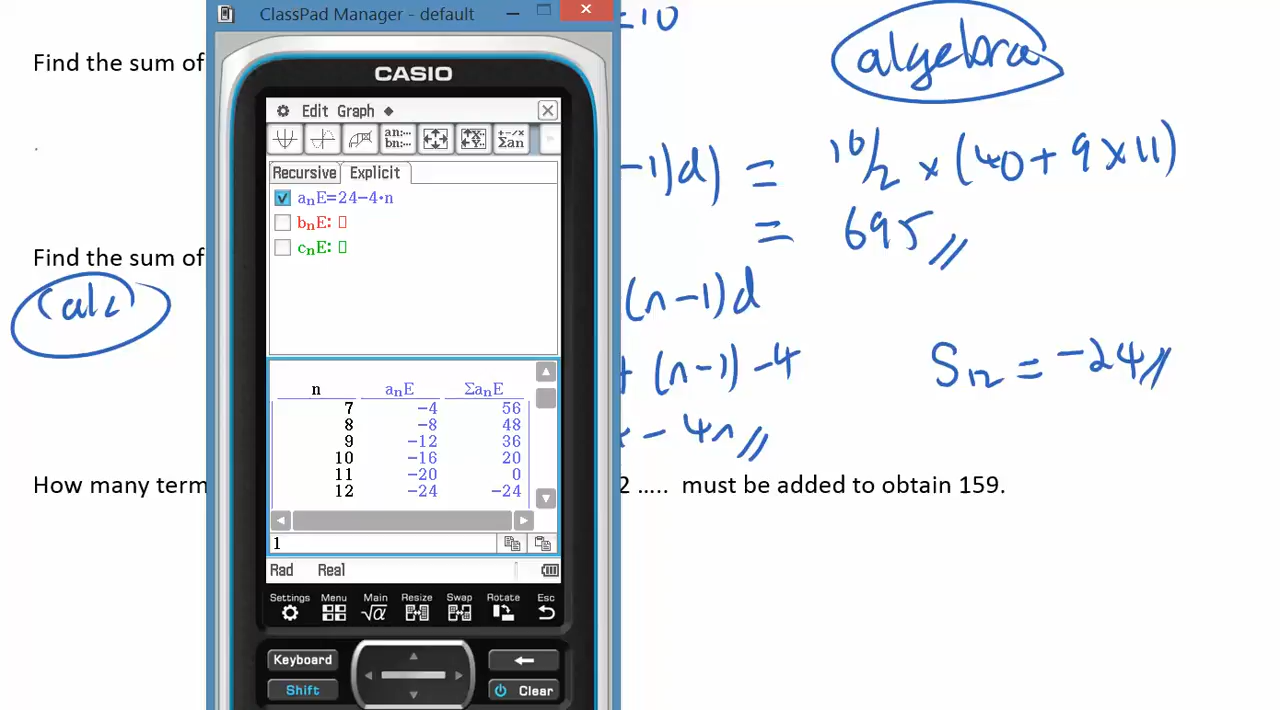 ClassPad Manager - default
=10
algebra
Find the sum of
CASIO
Edit Graph ◆
an:··· bn:··· +-/× Σan
-1)d) = 10/2 × (40+9×11)
Recursive Explicit
anE=24-4·n
bnE: □
= 695 //
cnE: □
Find the sum of
Calc
(n-1)d
+ (n-1) -4
S12 = -24 //
n anE ΣanE
7 -4 56
8 -8 48
9 -12 36
- 4n //
10 -16 20
11 -20 0
12 -24 -24
How many term 2 ..... must be added to obtain 159.
1
Rad Real
Settings Menu Main Resize Swap Rotate Esc
√α
Keyboard
Shift Clear